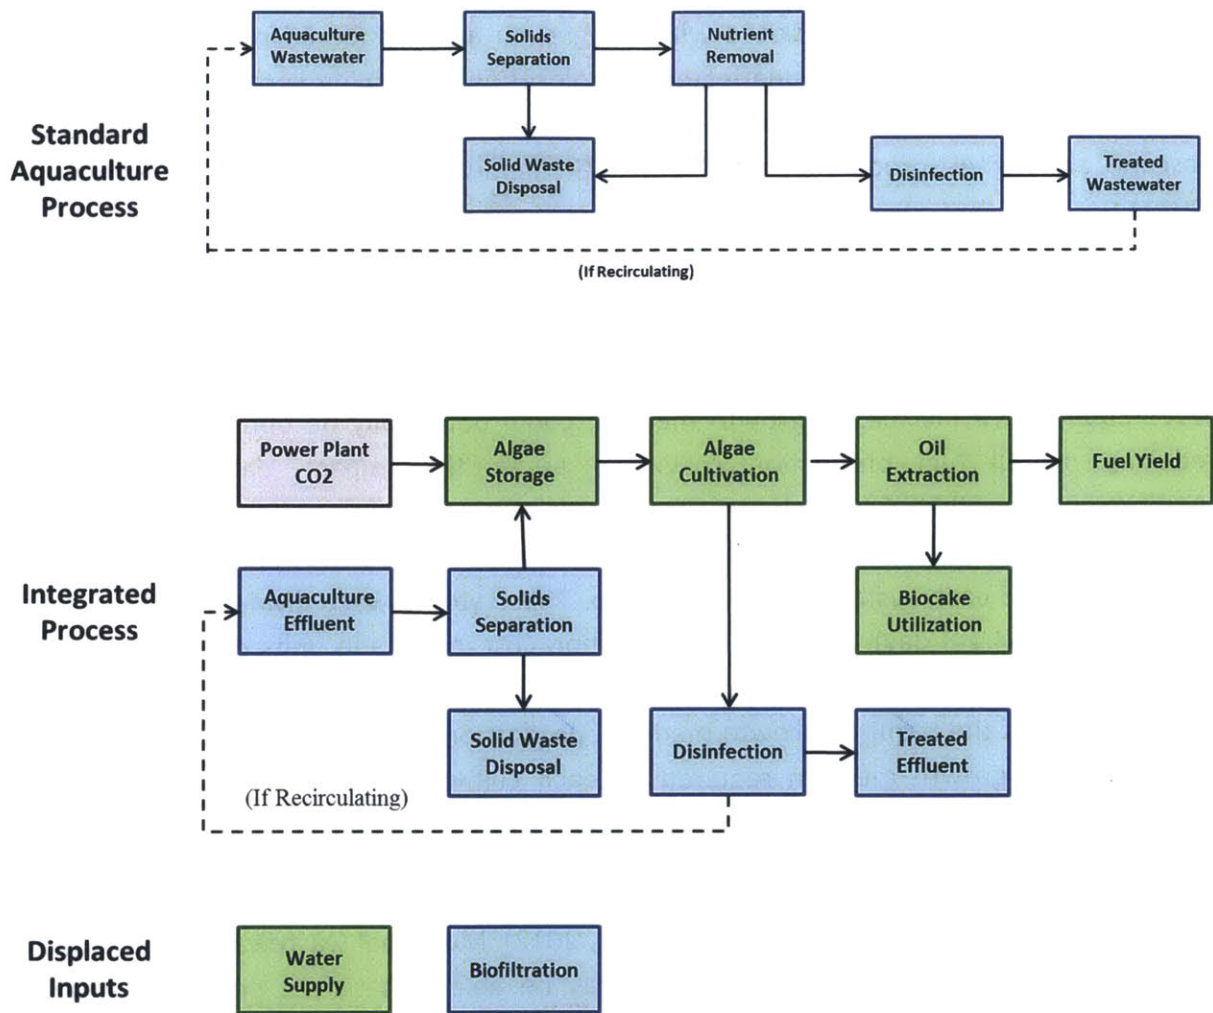 Aquaculture
Wastewater
Solids
Separation
Nutrient
Removal
Standard
Aquaculture
Process
Solid Waste
Disposal
Disinfection
Treated
Wastewater
(If Recirculating)
Power Plant
CO2
Algae
Storage
Algae
Cultivation
Oil
Extraction
Fuel Yield
Integrated
Process
Aquaculture
Effluent
Solids
Separation
Biocake
Utilization
Solid Waste
Disposal
Disinfection
Treated
Effluent
(If Recirculating)
Displaced
Inputs
Water
Supply
Biofiltration